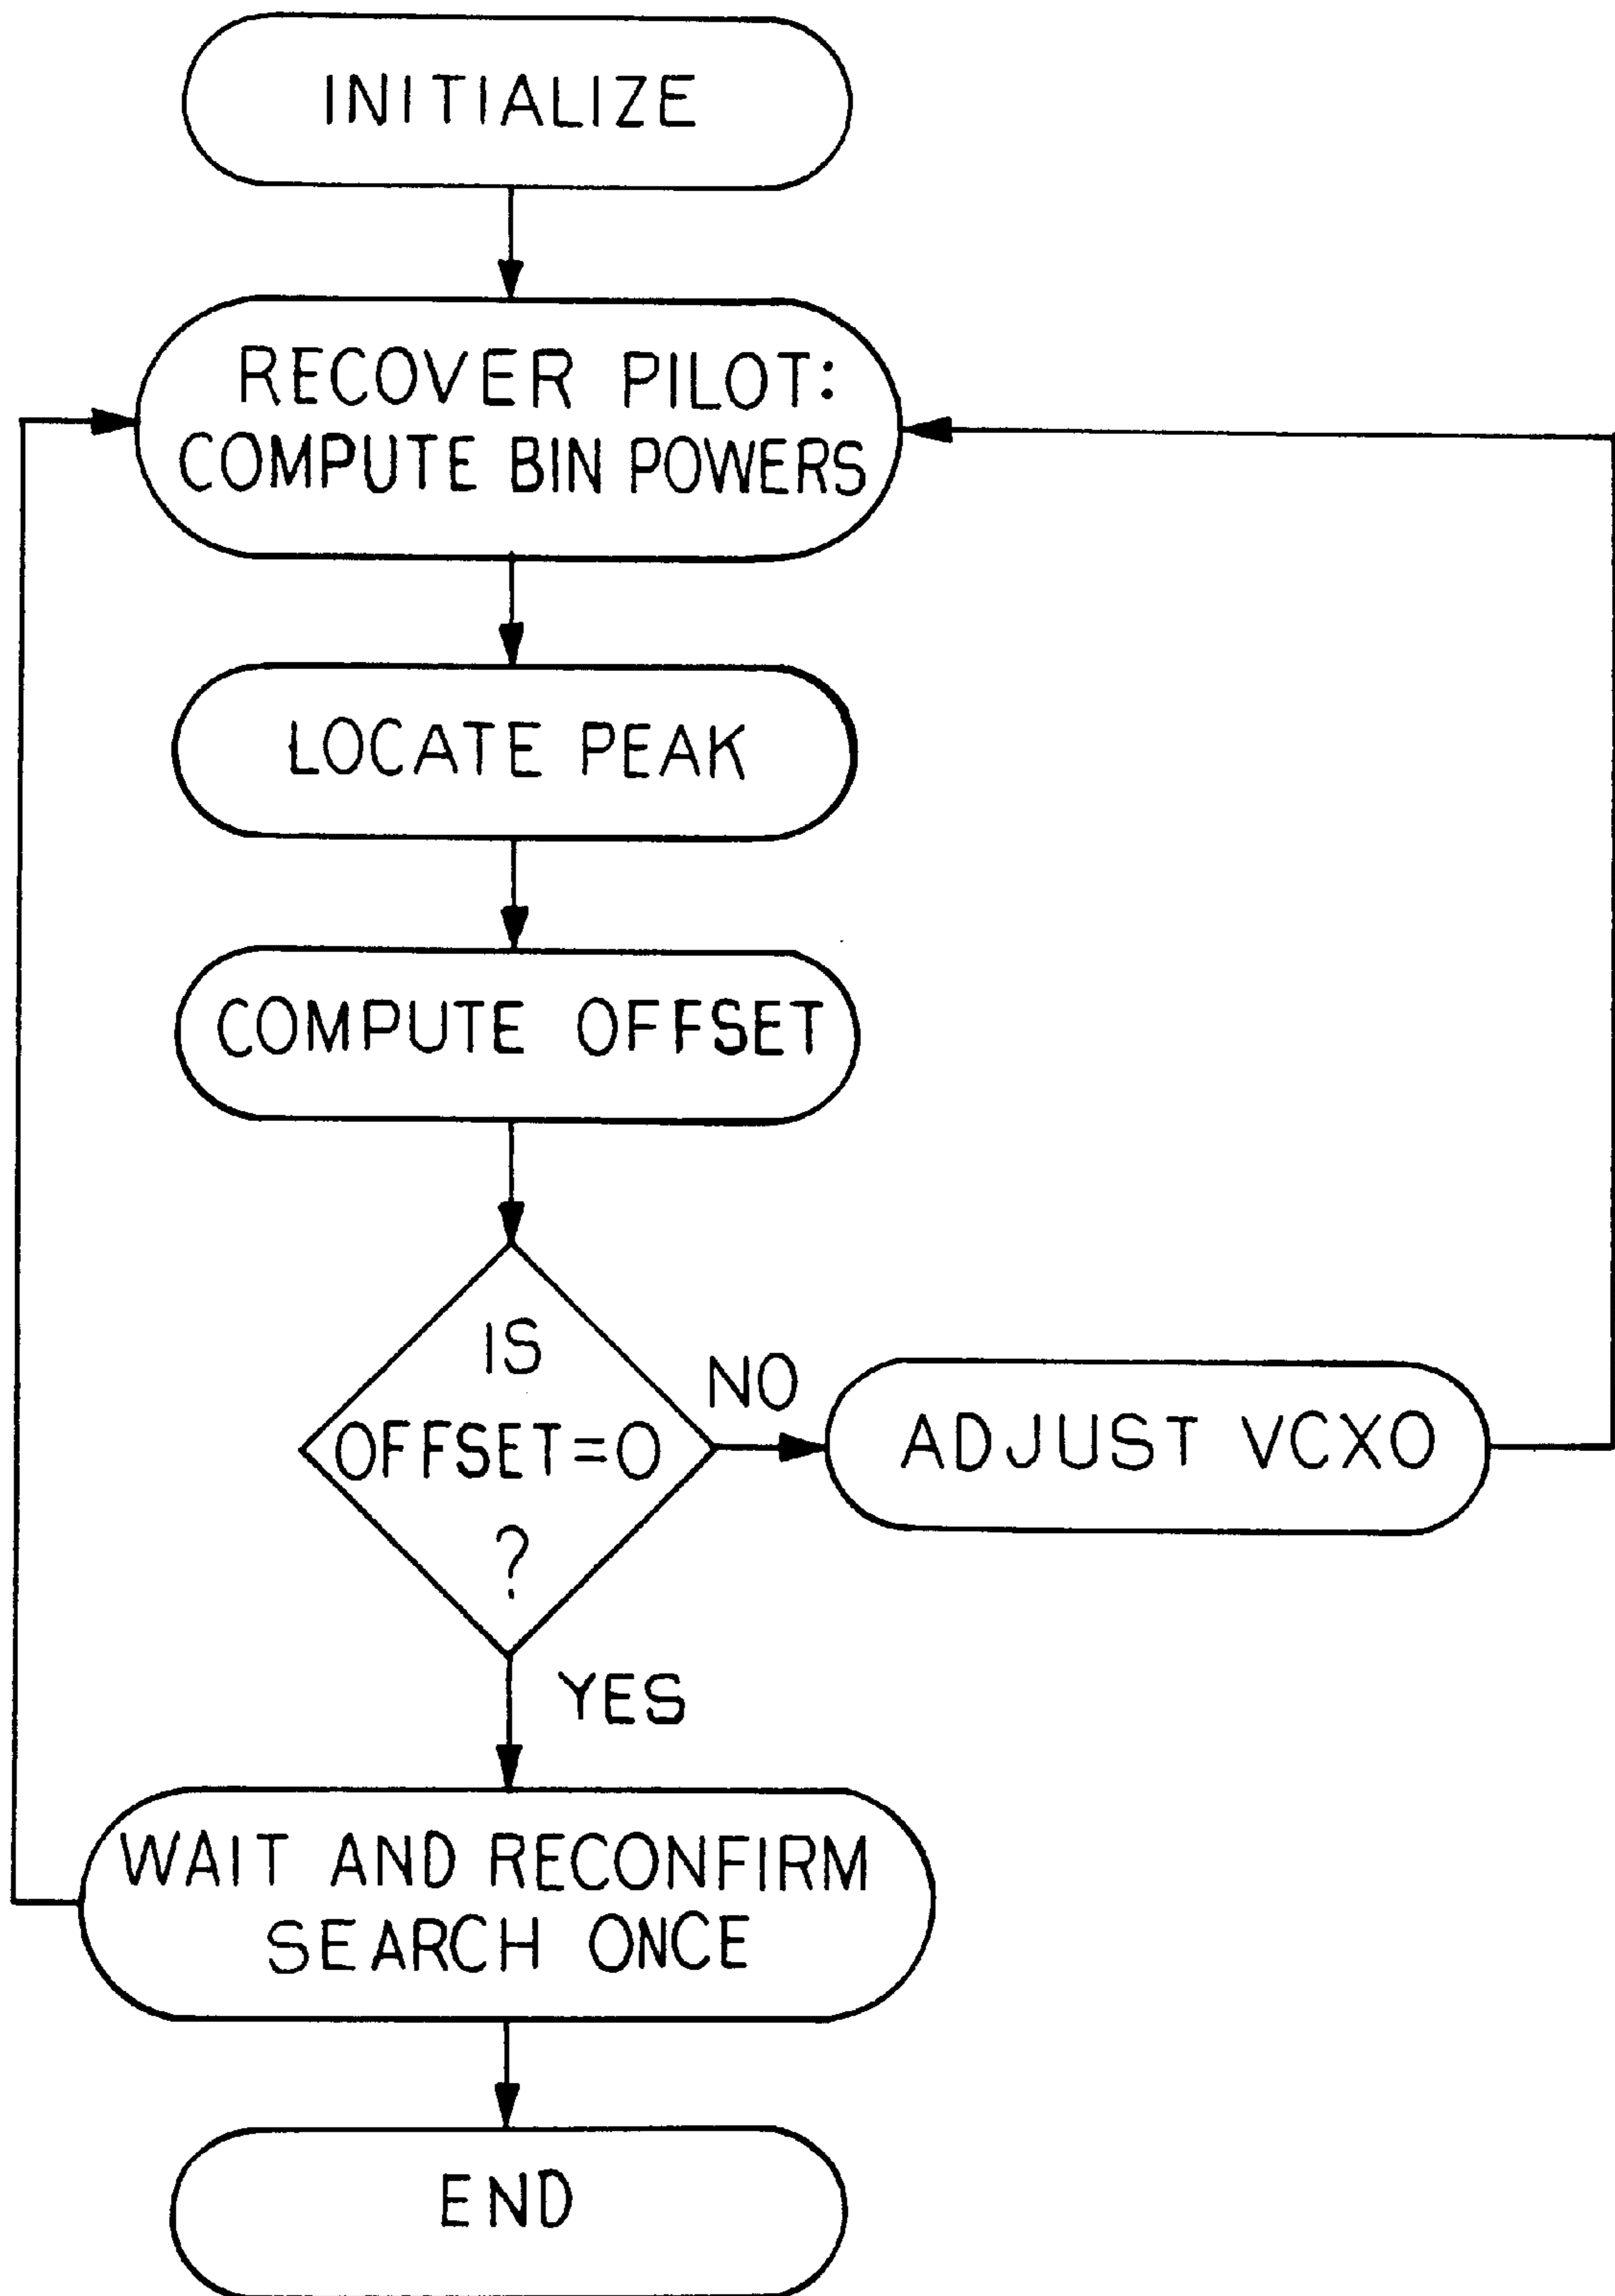 INITIALIZE
RECOVER PILOT:
COMPUTE BIN POWERS
LOCATE PEAK
COMPUTE OFFSET
IS
OFFSET=0
?
NO
ADJUST VCXO
YES
WAIT AND RECONFIRM
SEARCH ONCE
END